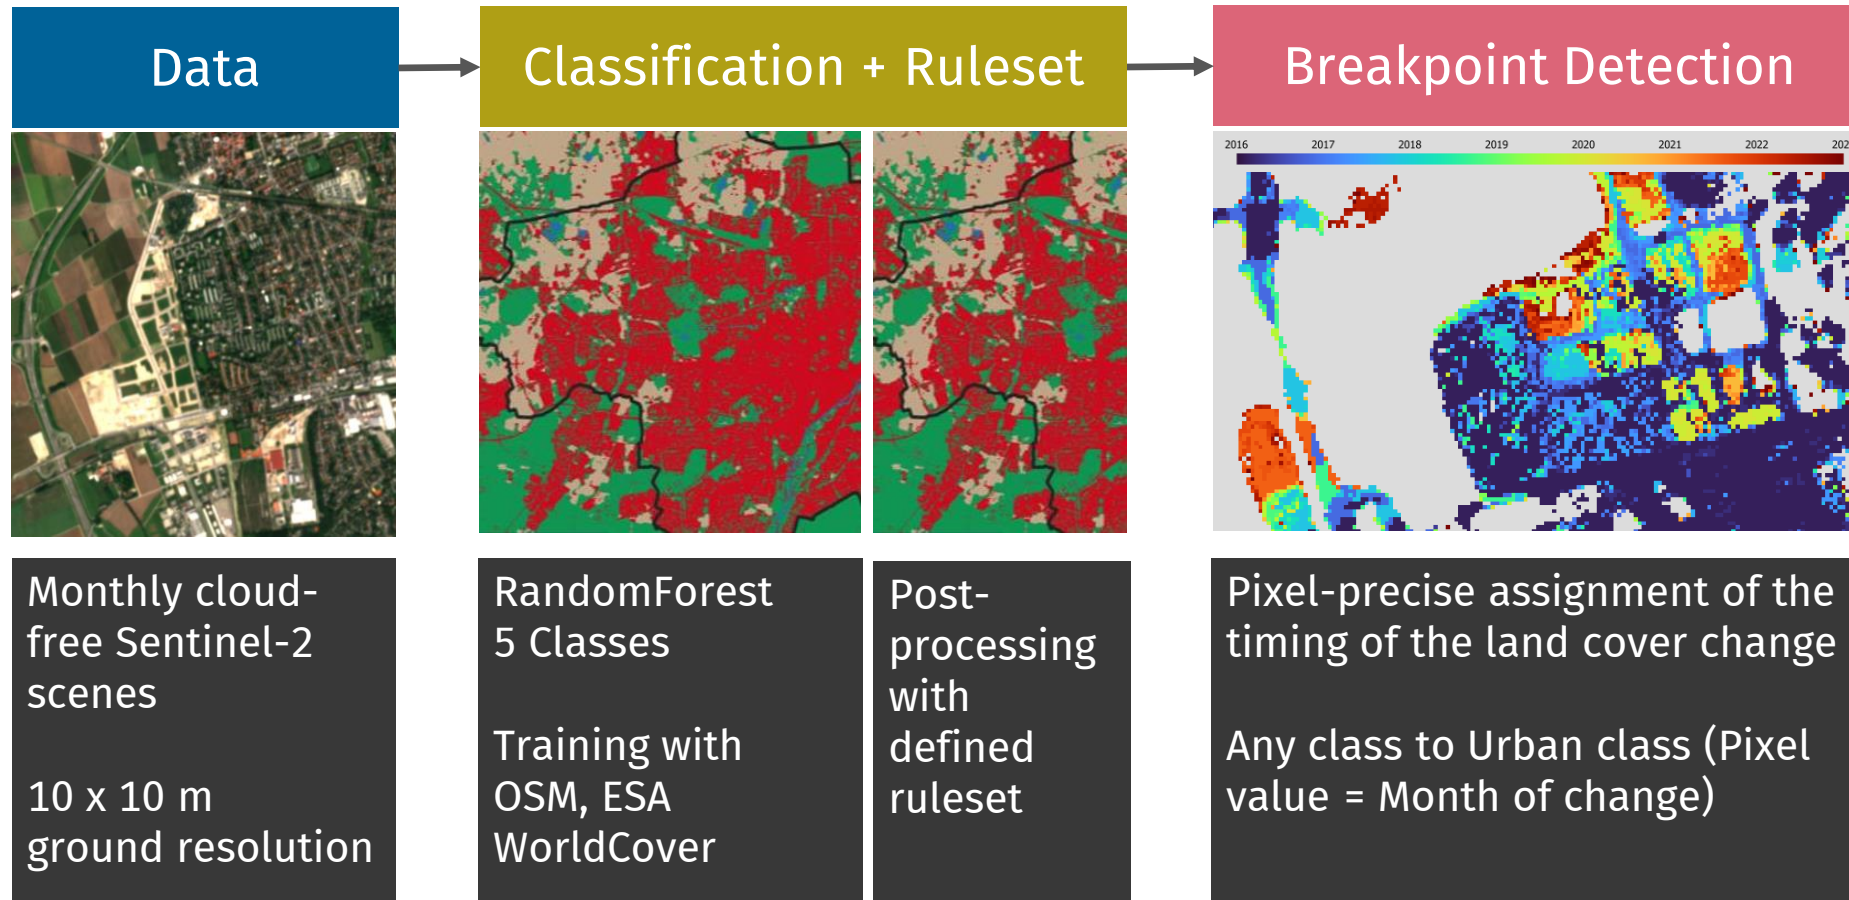 Data
Classification + Ruleset
Breakpoint Detection
2016 2017 2018 2019 2020 2021 2022
Monthly cloud-
free Sentinel-2
scenes
10 x 10 m
ground resolution
RandomForest
5 Classes
Training with
OSM, ESA
WorldCover
Post-
processing
with
defined
ruleset
Pixel-precise assignment of the
timing of the land cover change
Any class to Urban class (Pixel
value = Month of change)